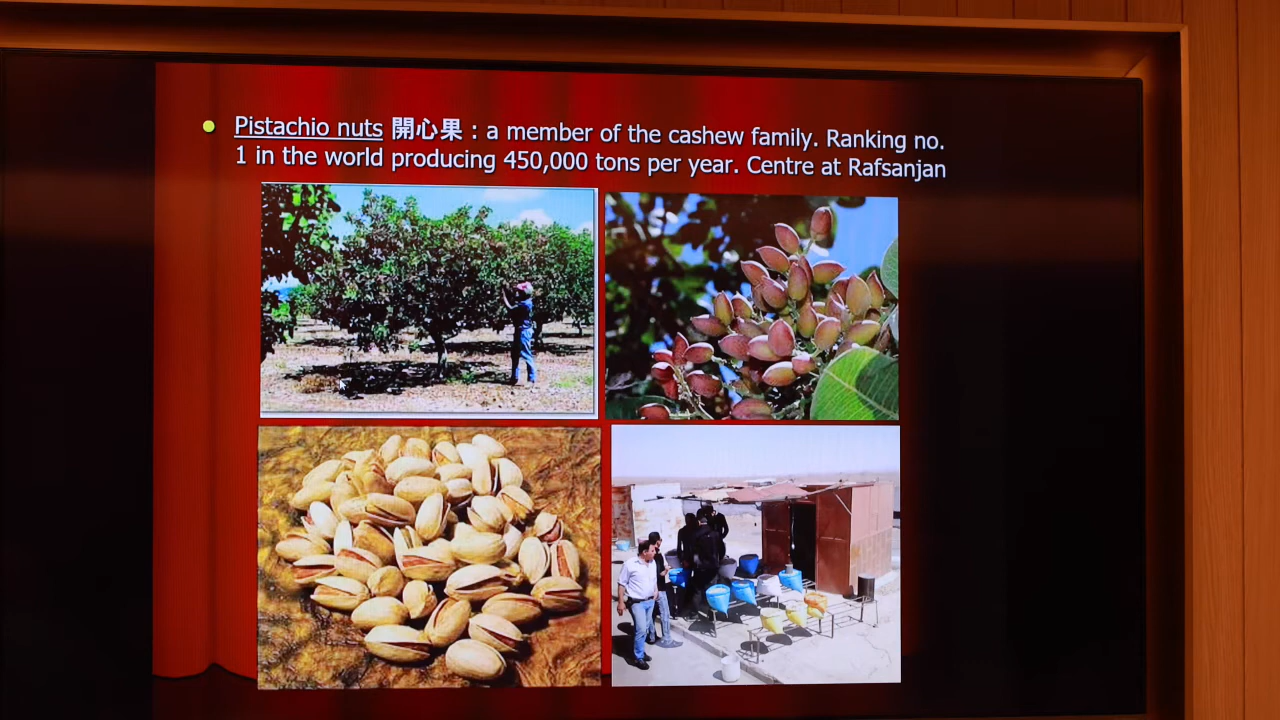 Pistachio nuts 開心果 : a member of the cashew family. Ranking no.
1 in the world producing 450,000 tons per year. Centre at Rafsanjan